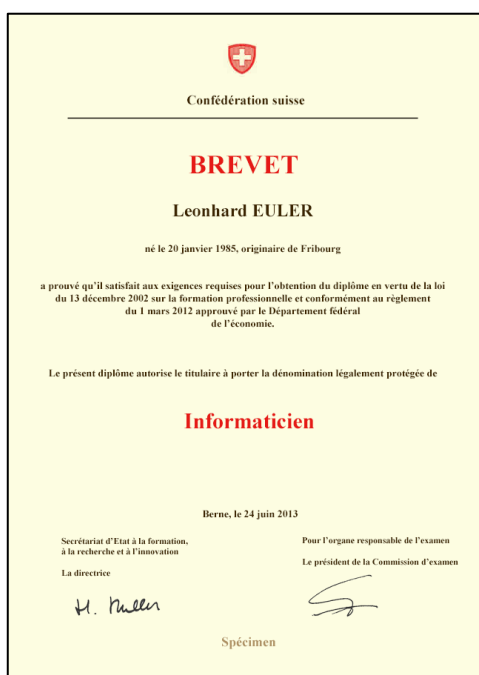 Confédération suisse
BREVET
Leonhard EULER
né le 20 janvier 1985, originaire de Fribourg
a prouvé qu'il satisfait aux exigences requises pour l'obtention du diplôme en vertu de la loi
du 13 décembre 2002 sur la formation professionnelle et conformément au règlement
du 1 mars 2012 approuvé par le Département fédéral
de l'économie.
Le présent diplôme autorise le titulaire à porter la dénomination légalement protégée de
Informaticien
Berne, le 24 juin 2013
Secrétariat d'Etat à la formation,
à la recherche et à l'innovation
La directrice
Pour l'organe responsable de l'examen
Le président de la Commission d'examen
H. Muller
Spécimen